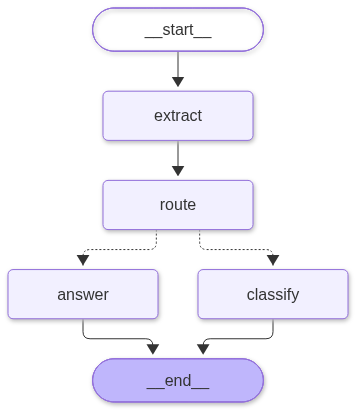 __start__
extract
route
answer
classify
__end__